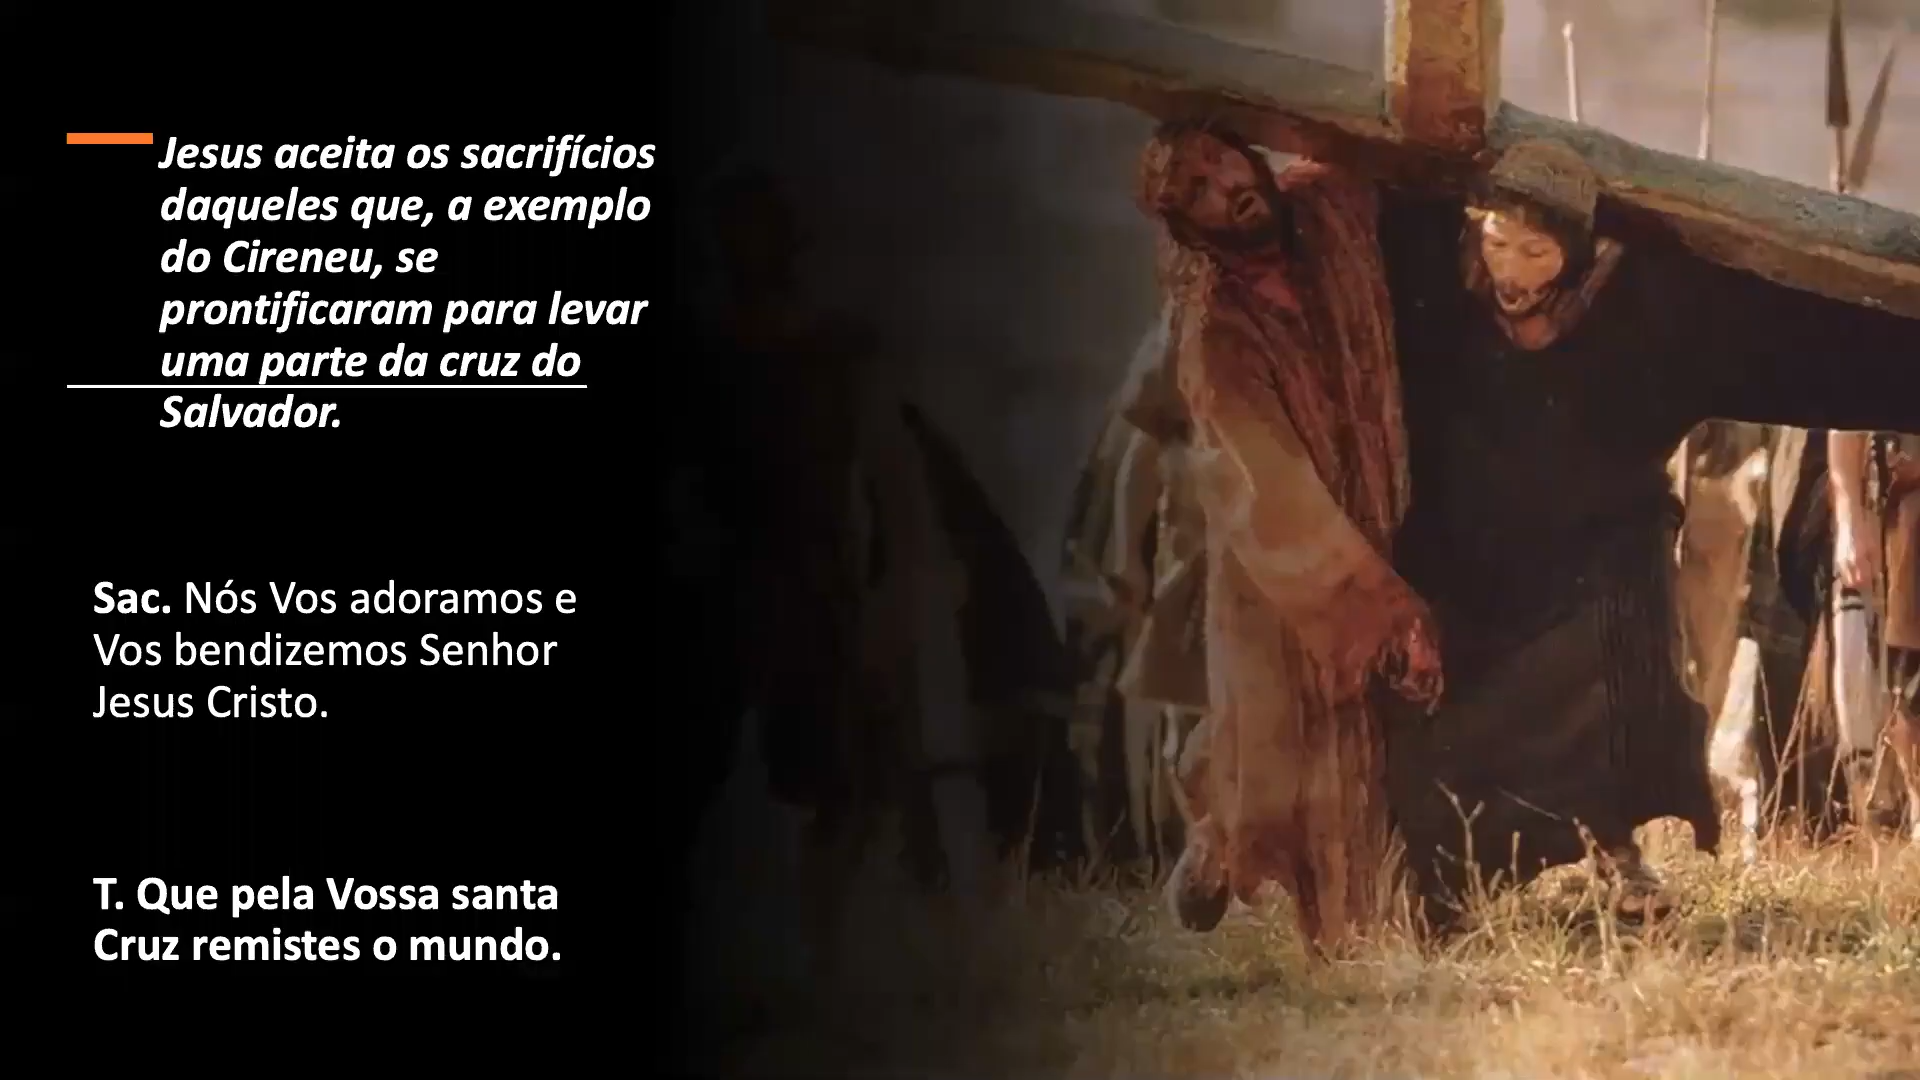 Jesus aceita os sacrifícios
daqueles que, a exemplo
do Cireneu, se
prontificaram para levar
uma parte da cruz do
Salvador.
Sac. Nós Vos adoramos e
Vos bendizemos Senhor
Jesus Cristo.
T. Que pela Vossa santa
Cruz remistes o mundo.